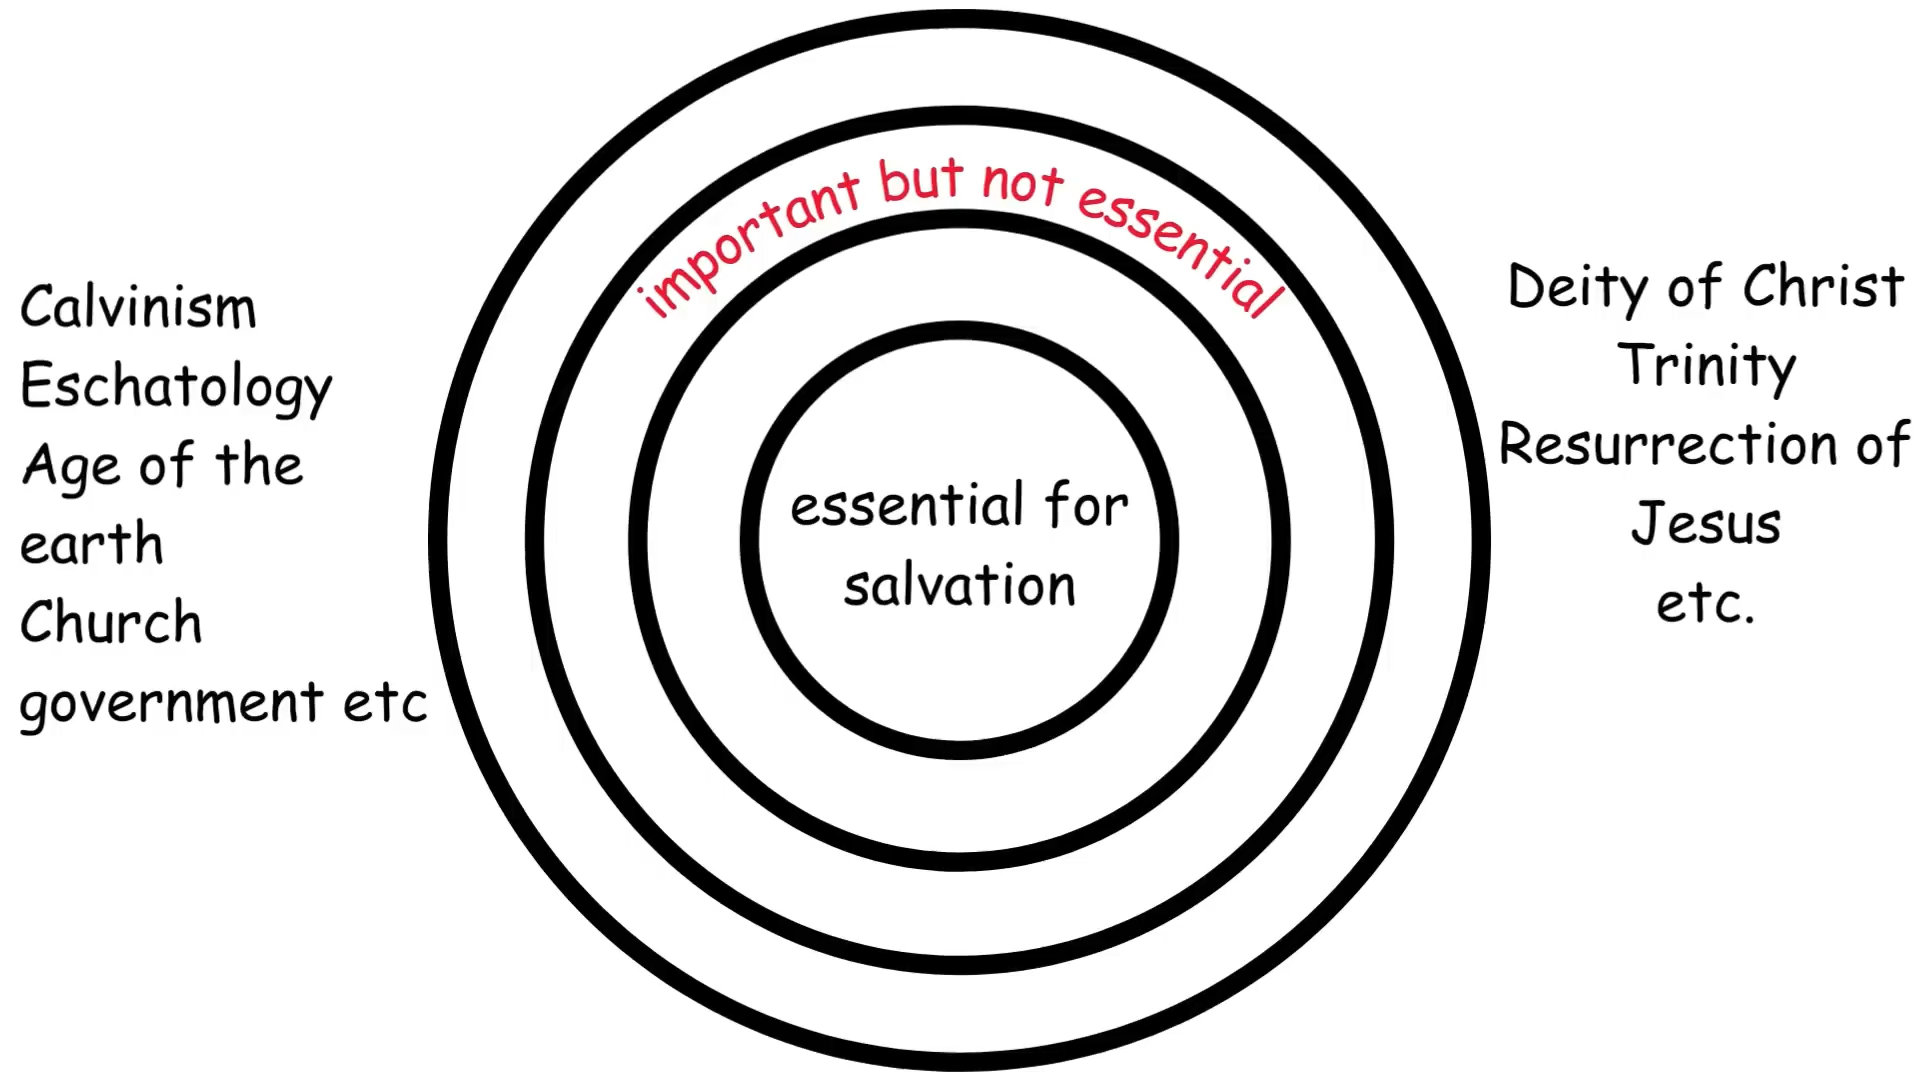 important but not essential
Calvinism
Eschatology
Age of the
earth
Church
government etc
essential for
salvation
Deity of Christ
Trinity
Resurrection of
Jesus
etc.